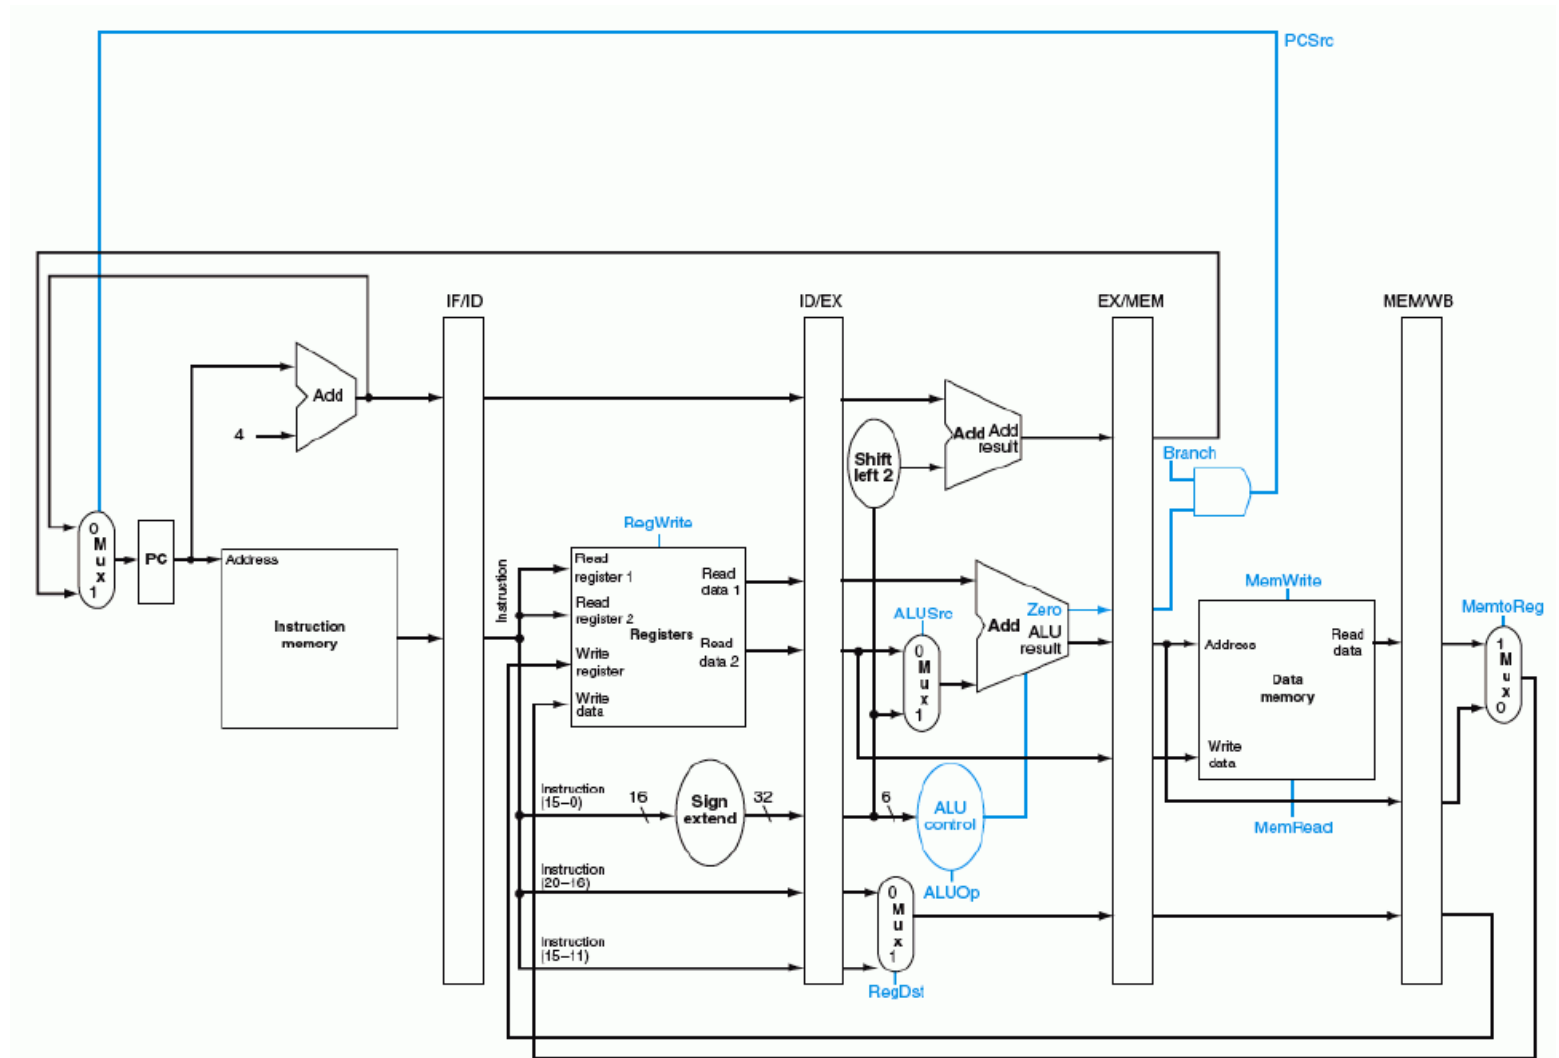 PCSrc
IF/ID
ID/EX
EX/MEM
MEM/WB
Add
4
Shift
left 2
Add Add
result
Branch
0
M
u
x
1
PC
Address
Instruction
memory
Instruction
RegWrite
Read
register 1
Read
register 2
Write
register
Write
data
Registers
Read
data 1
Read
data 2
ALUSrc
0
M
u
x
1
Add
Zero
ALU
result
MemWrite
Address
Read
data
Data
memory
Write
data
MemRead
MemtoReg
1
M
u
x
0
Instruction
(15–0)
16
Sign
extend
32
6
ALU
control
ALUOp
Instruction
(20–16)
Instruction
(15–11)
0
M
u
x
1
RegDst